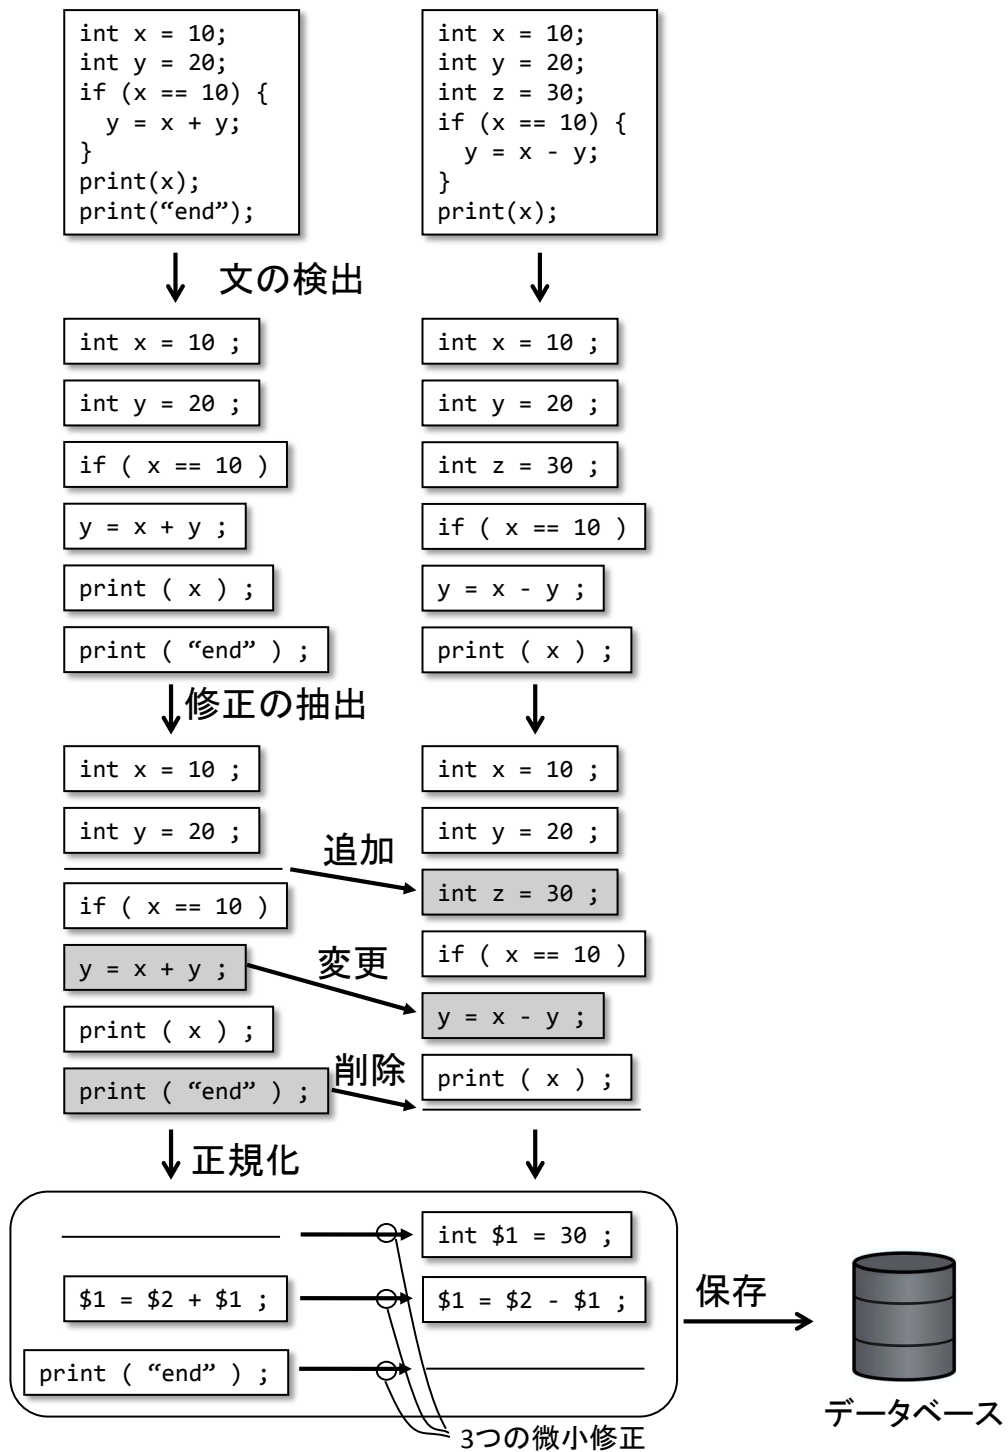 int x = 10;
int y = 20;
if (x == 10) {
  y = x + y;
}
print(x);
print(“end”);
int x = 10;
int y = 20;
int z = 30;
if (x == 10) {
  y = x - y;
}
print(x);
文の検出
int x = 10 ;
int y = 20 ;
if ( x == 10 )
y = x + y ;
print ( x ) ;
print ( “end” ) ;
int x = 10 ;
int y = 20 ;
int z = 30 ;
if ( x == 10 )
y = x - y ;
print ( x ) ;
修正の抽出
int x = 10 ;
int y = 20 ;
if ( x == 10 )
y = x + y ;
print ( x ) ;
print ( “end” ) ;
追加
変更
削除
int x = 10 ;
int y = 20 ;
int z = 30 ;
if ( x == 10 )
y = x - y ;
print ( x ) ;
正規化
int $1 = 30 ;
$1 = $2 + $1 ;
$1 = $2 - $1 ;
print ( “end” ) ;
3つの微小修正
保存
データベース